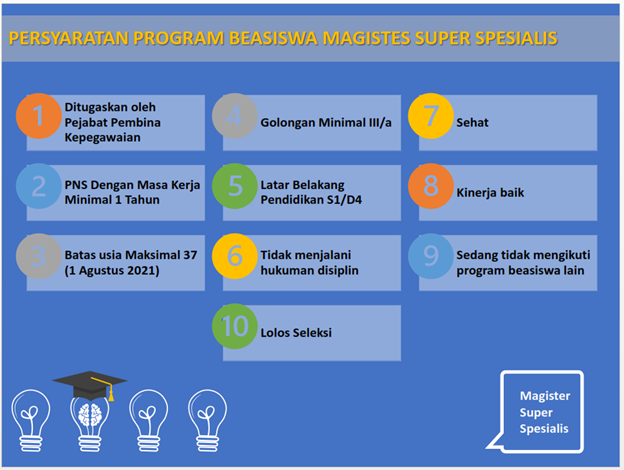 PERSYARATAN PROGRAM BEASISWA MAGISTES SUPER SPESIALIS
1
Ditugaskan oleh
Pejabat Pembina
Kepegawaian
2
PNS Dengan Masa Kerja
Minimal 1 Tahun
3
Batas usia Maksimal 37
(1 Agustus 2021)
4
Golongan Minimal III/a
5
Latar Belakang
Pendidikan S1/D4
6
Tidak menjalani
hukuman disiplin
7
Sehat
8
Kinerja baik
9
Sedang tidak mengikuti
program beasiswa lain
10
Lolos Seleksi
Magister
Super
Spesialis